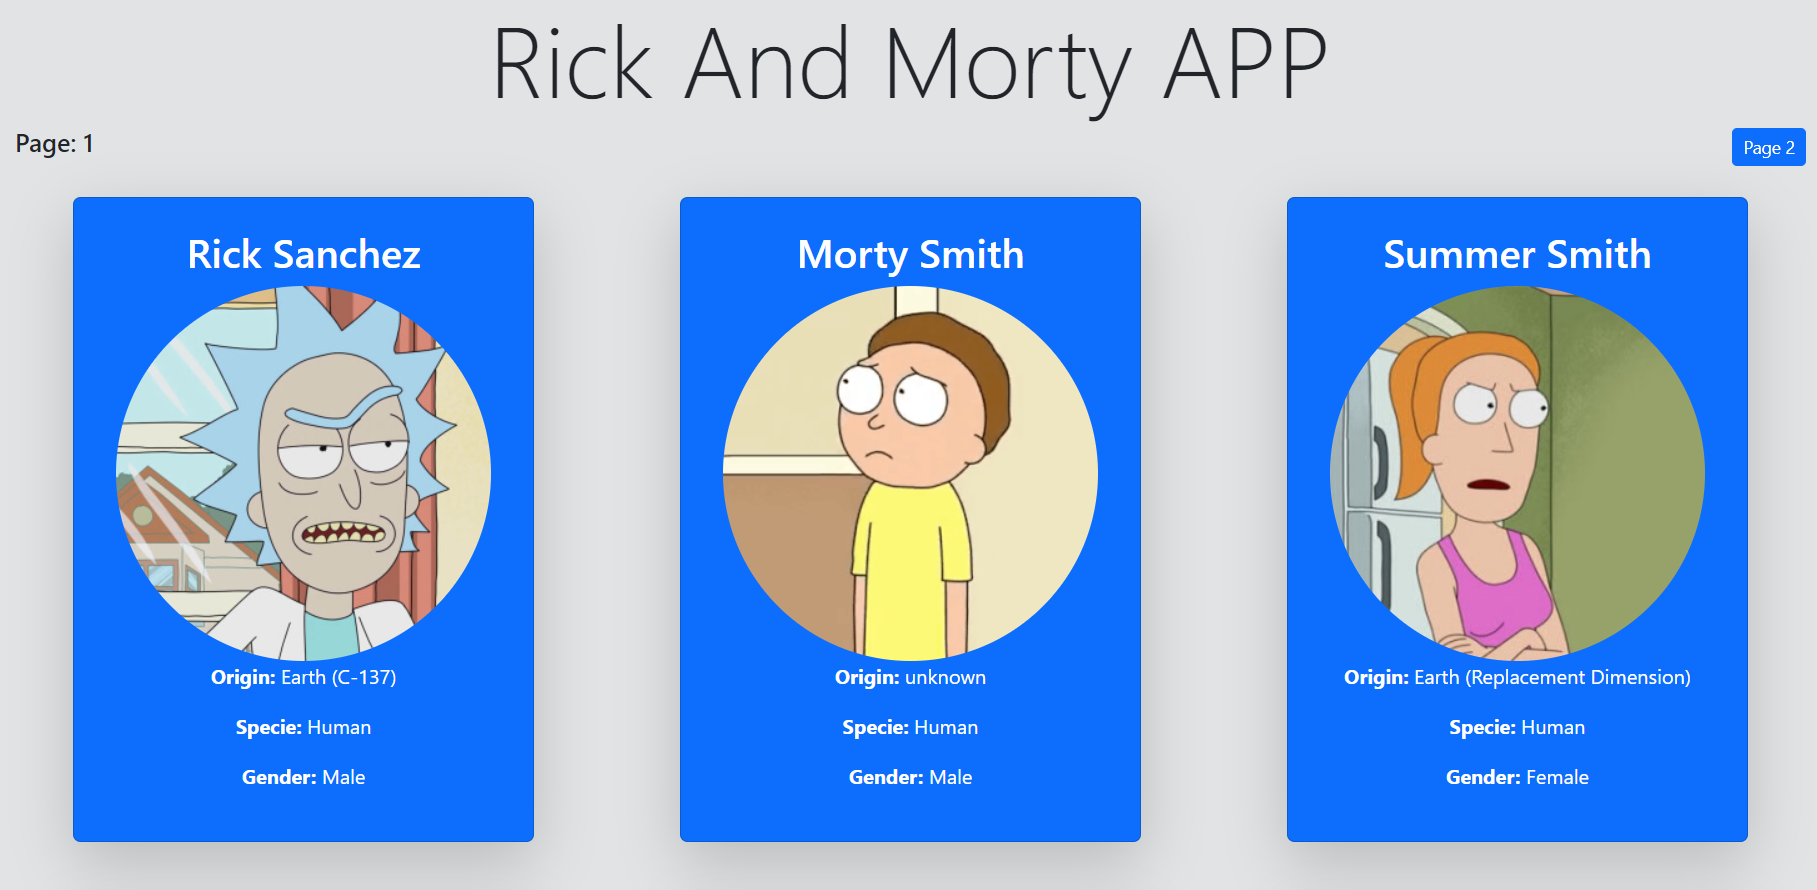 Rick And Morty APP
Page: 1
Page 2
Rick Sanchez
Origin: Earth (C-137)
Specie: Human
Gender: Male
Morty Smith
Origin: unknown
Specie: Human
Gender: Male
Summer Smith
Origin: Earth (Replacement Dimension)
Specie: Human
Gender: Female